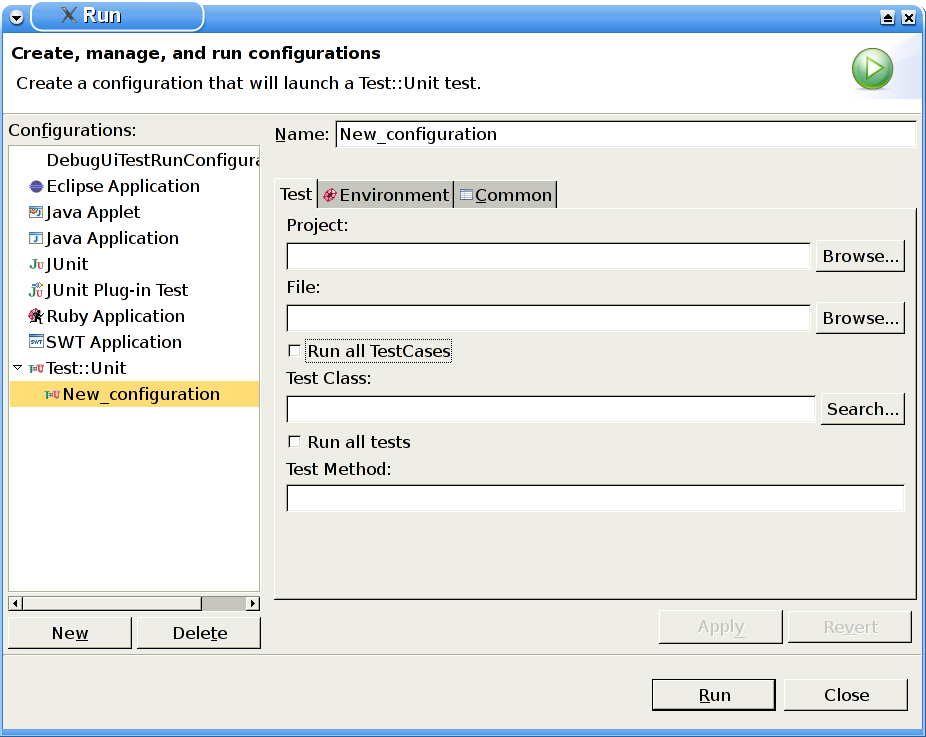 Run
Create, manage, and run configurations
Create a configuration that will launch a Test::Unit test.
Configurations:
DebugUiTestRunConfigura
Eclipse Application
Java Applet
Java Application
JUnit
JUnit Plug-in Test
Ruby Application
SWT Application
Test::Unit
New_configuration
New
Delete
Name: New_configuration
Test Environment Common
Project:
Browse...
File:
Browse...
Run all TestCases
Test Class:
Search...
Run all tests
Test Method:
Apply Revert
Run Close